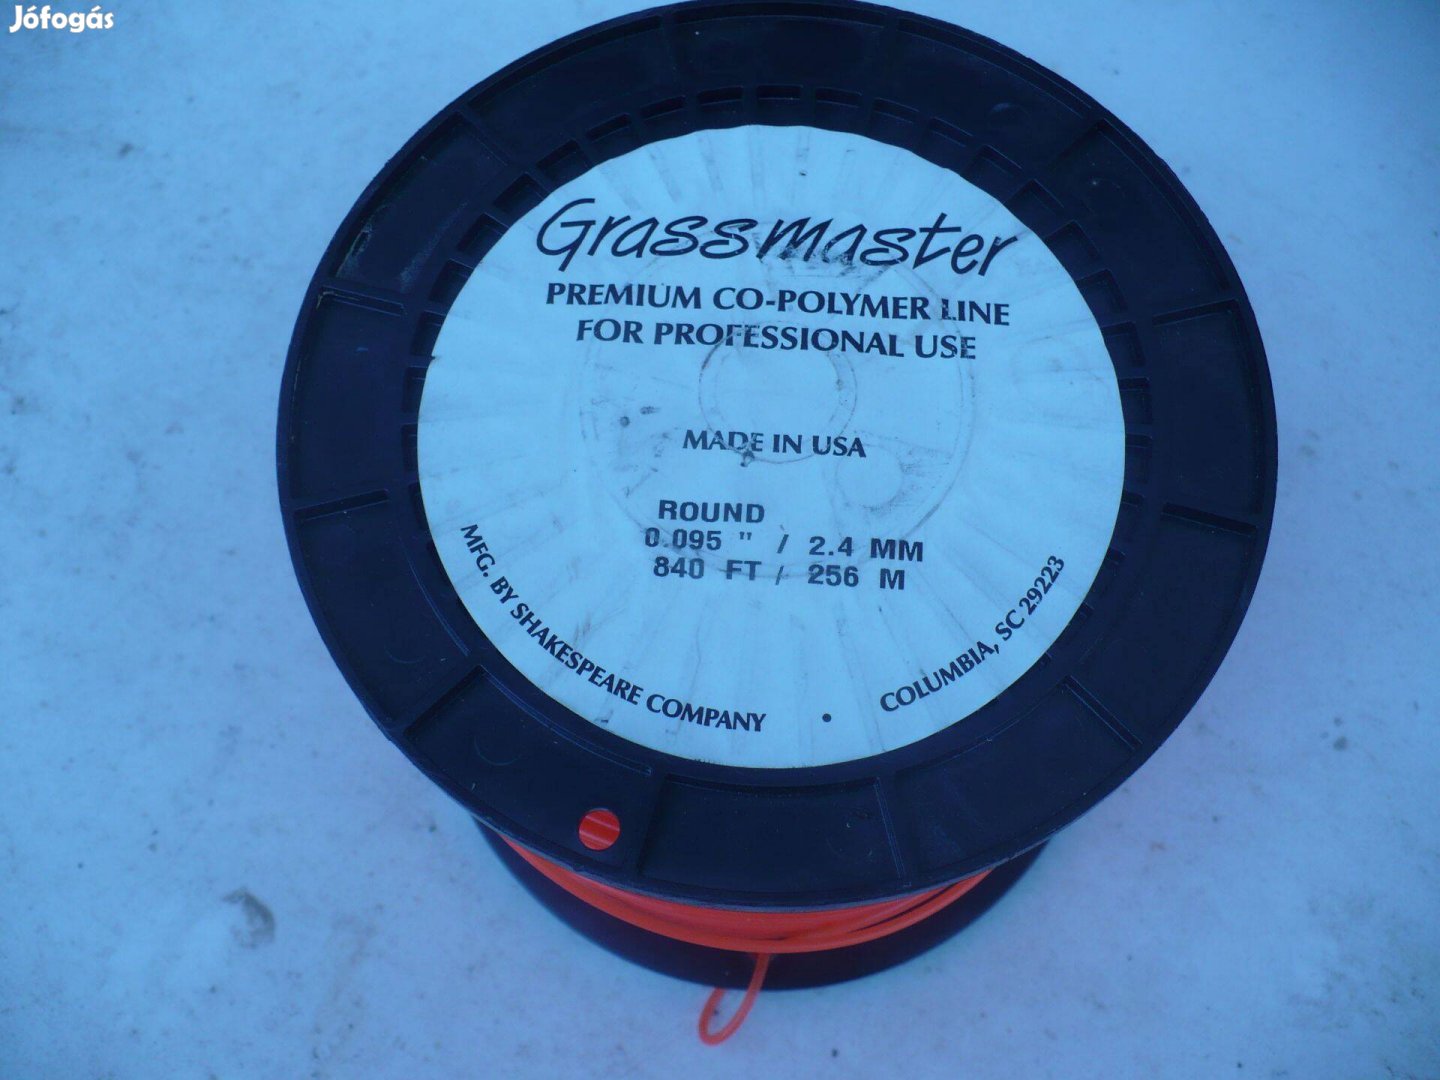 Jófogás
Grassmaster
PREMIUM CO-POLYMER LINE
FOR PROFESSIONAL USE
MADE IN USA
ROUND
0.095 " / 2.4 MM
840 FT / 256 M
MFG. BY SHAKESPEARE COMPANY • COLUMBIA, SC 29223